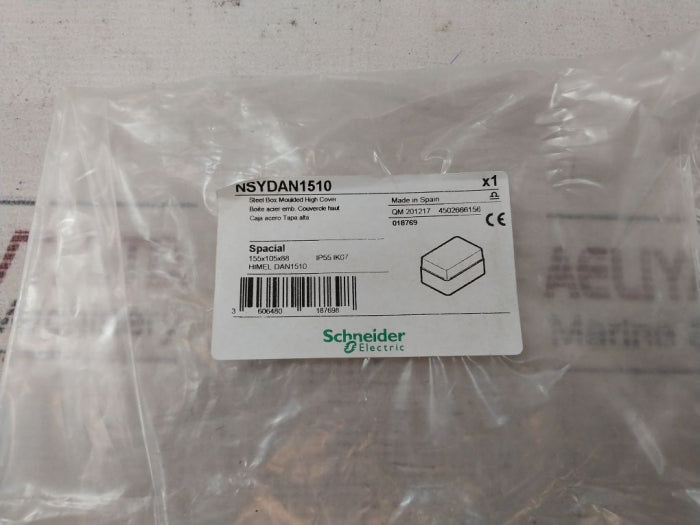 NSYDAN1510 x1
Steel Box Moulded High Cover
Boite acier emb. Couvercle haut
Caja acero Tapa alta
Made in Spain
QM 201217 4502666156
018769
CE
Spacial
155x105x88 IP55 IK07
HIMEL DAN1510
3 606480 187698
Schneider
Electric